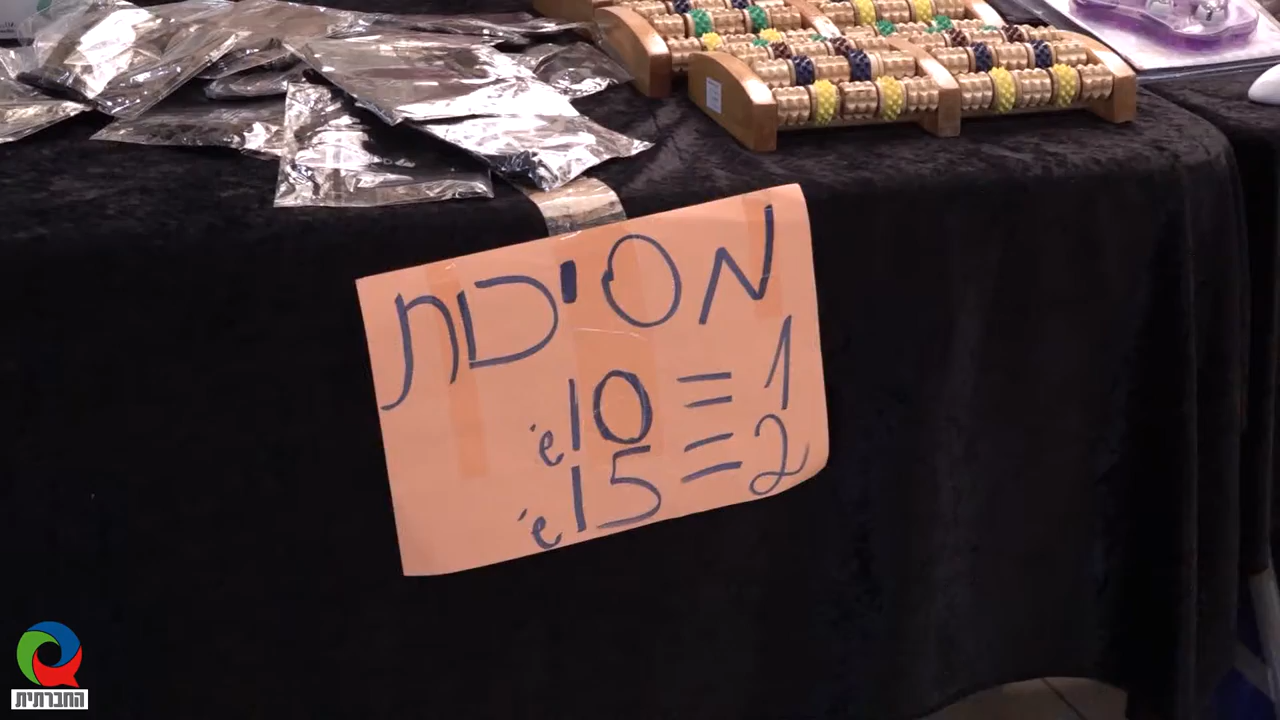 מסיכות
1 = 10 ש'
2 = 15 ש'
החברתית